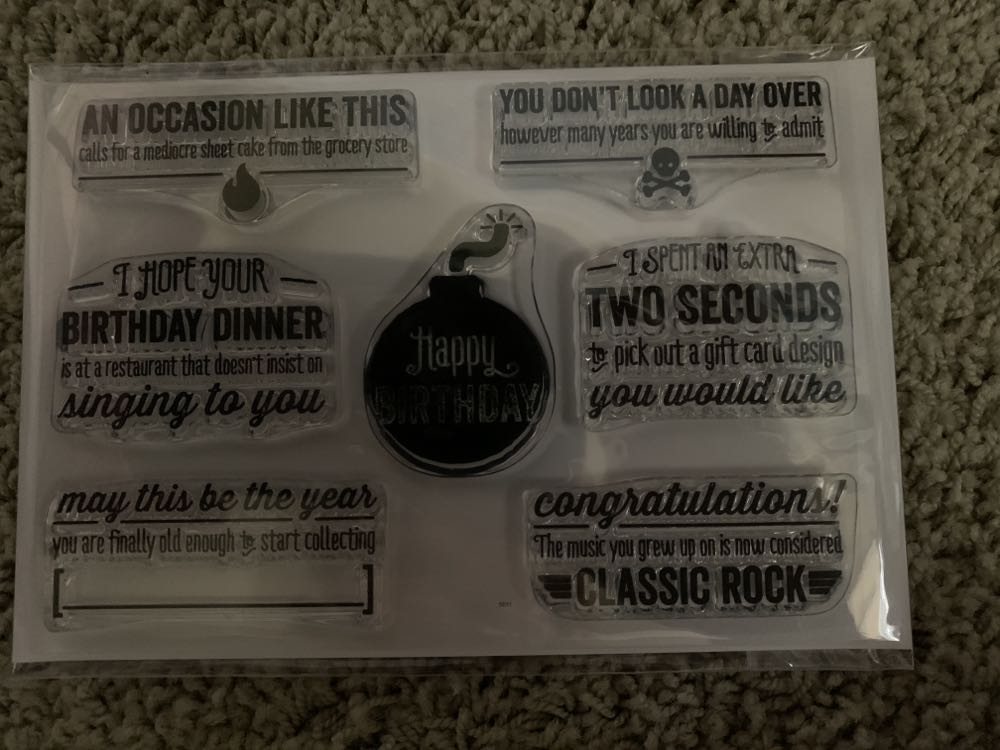 AN OCCASION LIKE THIS
calls for a mediocre sheet cake from the grocery store
YOU DON'T LOOK A DAY OVER
however many years you are willing to admit
I HOPE YOUR
BIRTHDAY DINNER
is at a restaurant that doesn't insist on
singing to you
Happy
BIRTHDAY
I SPENT AN EXTRA
TWO SECONDS
to pick out a gift card design
you would like
may this be the year
you are finally old enough to start collecting
congratulations!
The music you grew up on is now considered
CLASSIC ROCK